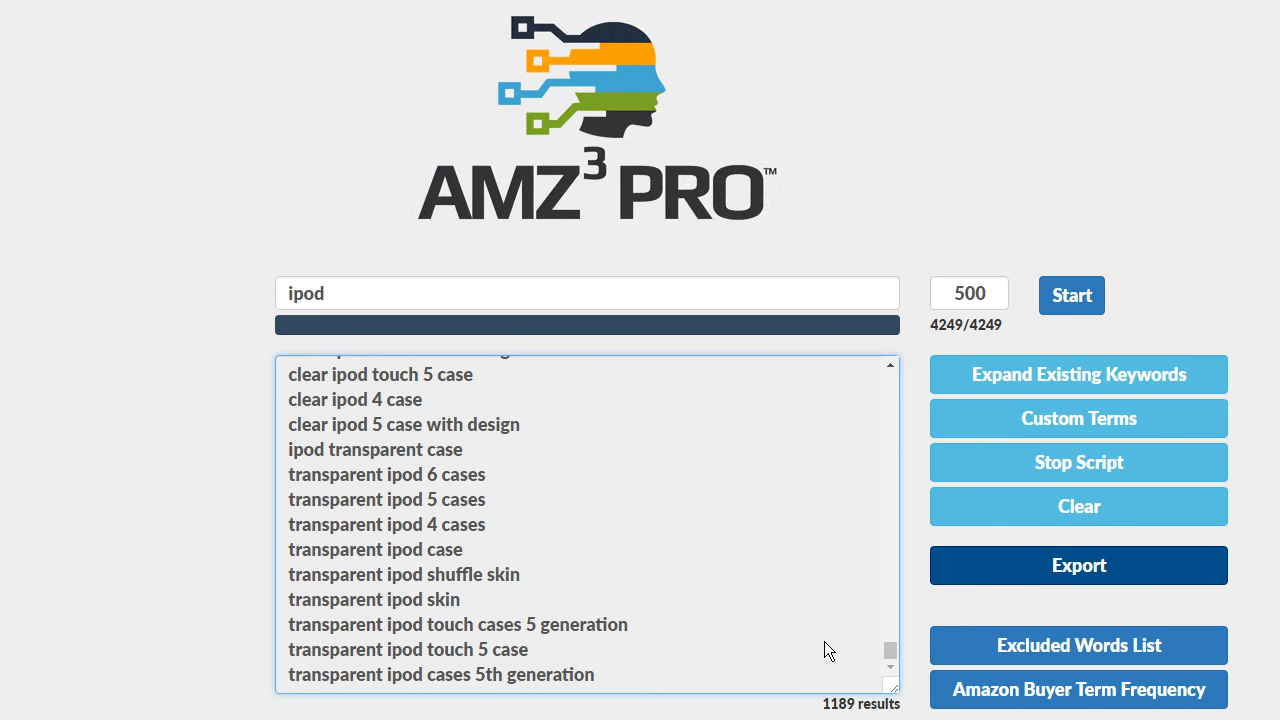 AMZ³ PRO™
ipod
500
Start
4249/4249
clear ipod touch 5 case
clear ipod 4 case
clear ipod 5 case with design
ipod transparent case
transparent ipod 6 cases
transparent ipod 5 cases
transparent ipod 4 cases
transparent ipod case
transparent ipod shuffle skin
transparent ipod skin
transparent ipod touch cases 5 generation
transparent ipod touch 5 case
transparent ipod cases 5th generation
1189 results
Expand Existing Keywords
Custom Terms
Stop Script
Clear
Export
Excluded Words List
Amazon Buyer Term Frequency